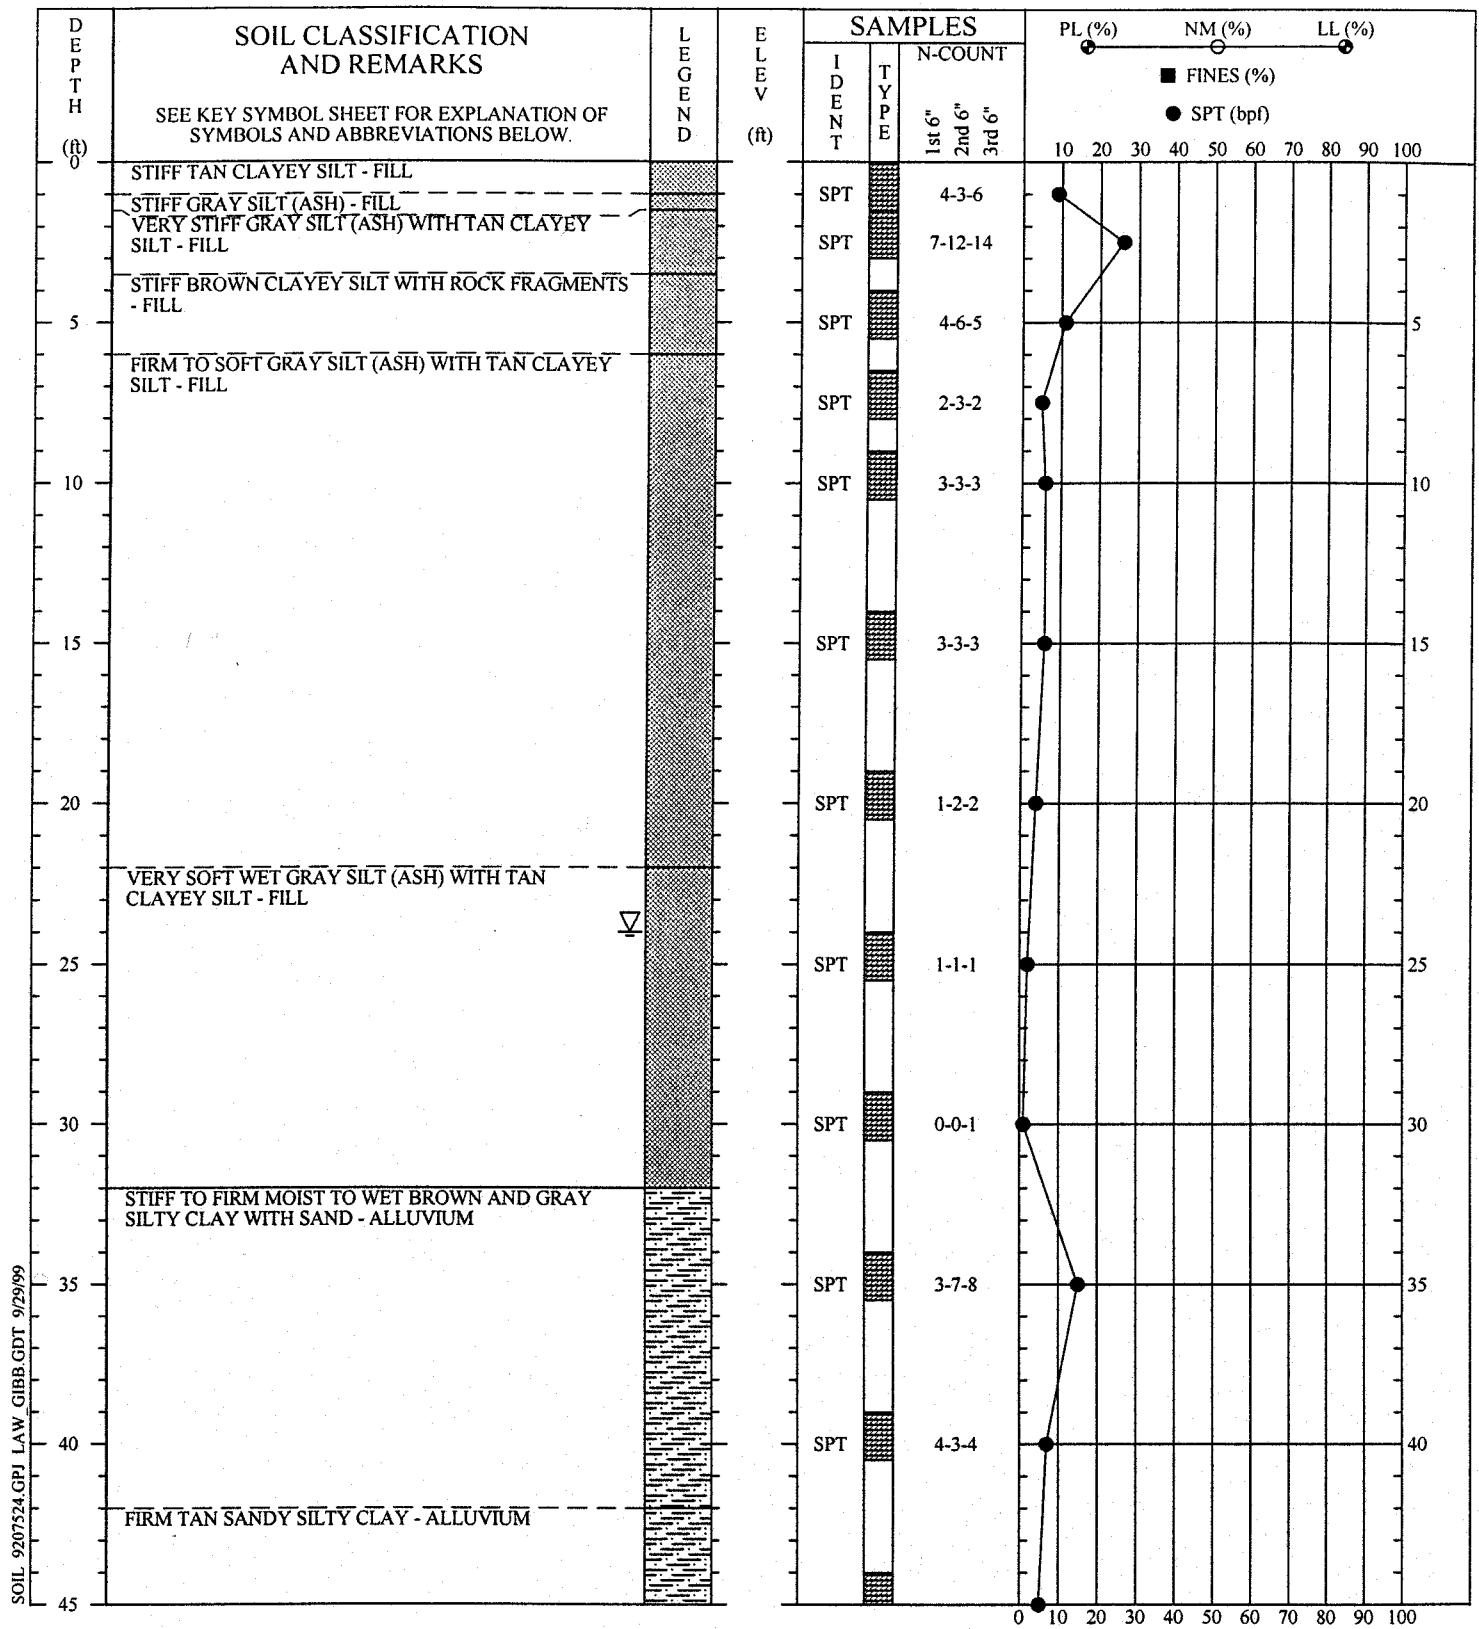 DEPTH (ft)
SOIL CLASSIFICATION
AND REMARKS
SEE KEY SYMBOL SHEET FOR EXPLANATION OF
SYMBOLS AND ABBREVIATIONS BELOW.
LEGEND
ELEV (ft)
SAMPLES
IDENT
TYPE
N-COUNT
1st 6"
2nd 6"
3rd 6"
PL (%) NM (%) LL (%)
FINES (%)
SPT (bpf)
10 20 30 40 50 60 70 80 90 100
0
STIFF TAN CLAYEY SILT - FILL
SPT 4-3-6
STIFF GRAY SILT (ASH) - FILL
VERY STIFF GRAY SILT (ASH) WITH TAN CLAYEY
SILT - FILL
SPT 7-12-14
STIFF BROWN CLAYEY SILT WITH ROCK FRAGMENTS
- FILL
5 SPT 4-6-5 5
FIRM TO SOFT GRAY SILT (ASH) WITH TAN CLAYEY
SILT - FILL
SPT 2-3-2
10 SPT 3-3-3 10
15 SPT 3-3-3 15
20 SPT 1-2-2 20
VERY SOFT WET GRAY SILT (ASH) WITH TAN
CLAYEY SILT - FILL
25 SPT 1-1-1 25
30 SPT 0-0-1 30
STIFF TO FIRM MOIST TO WET BROWN AND GRAY
SILTY CLAY WITH SAND - ALLUVIUM
35 SPT 3-7-8 35
40 SPT 4-3-4 40
FIRM TAN SANDY SILTY CLAY - ALLUVIUM
45
0 10 20 30 40 50 60 70 80 90 100
SOIL 9207524.GPJ LAW_GIBB.GDT 9/29/99